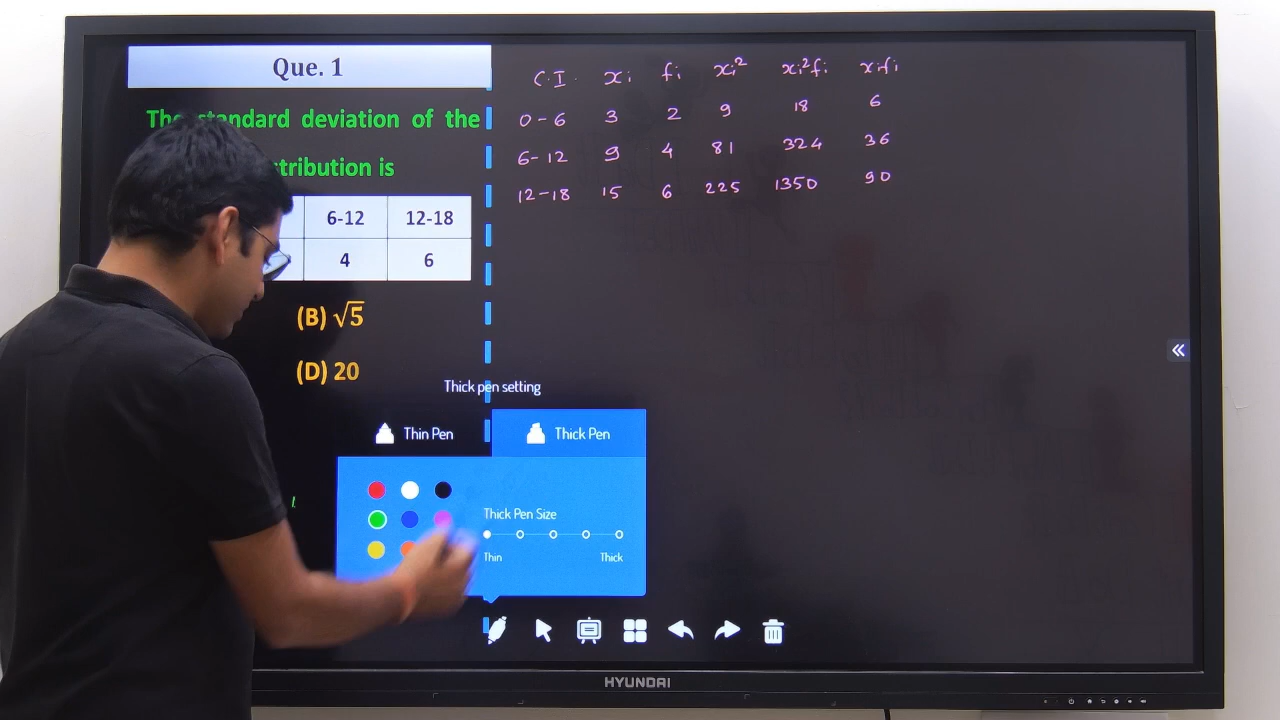 Que. 1
The standard deviation of the
is
6-12 12-18
4 6
(B) √5
(D) 20
C.I. xi fi xi² xi²fi xifi
0-6 3 2 9 18 6
6-12 9 4 81 324 36
12-18 15 6 225 1350 90
Thick pen setting
Thin Pen Thick Pen
Thick Pen Size
Thin Thick
HYUNDAI